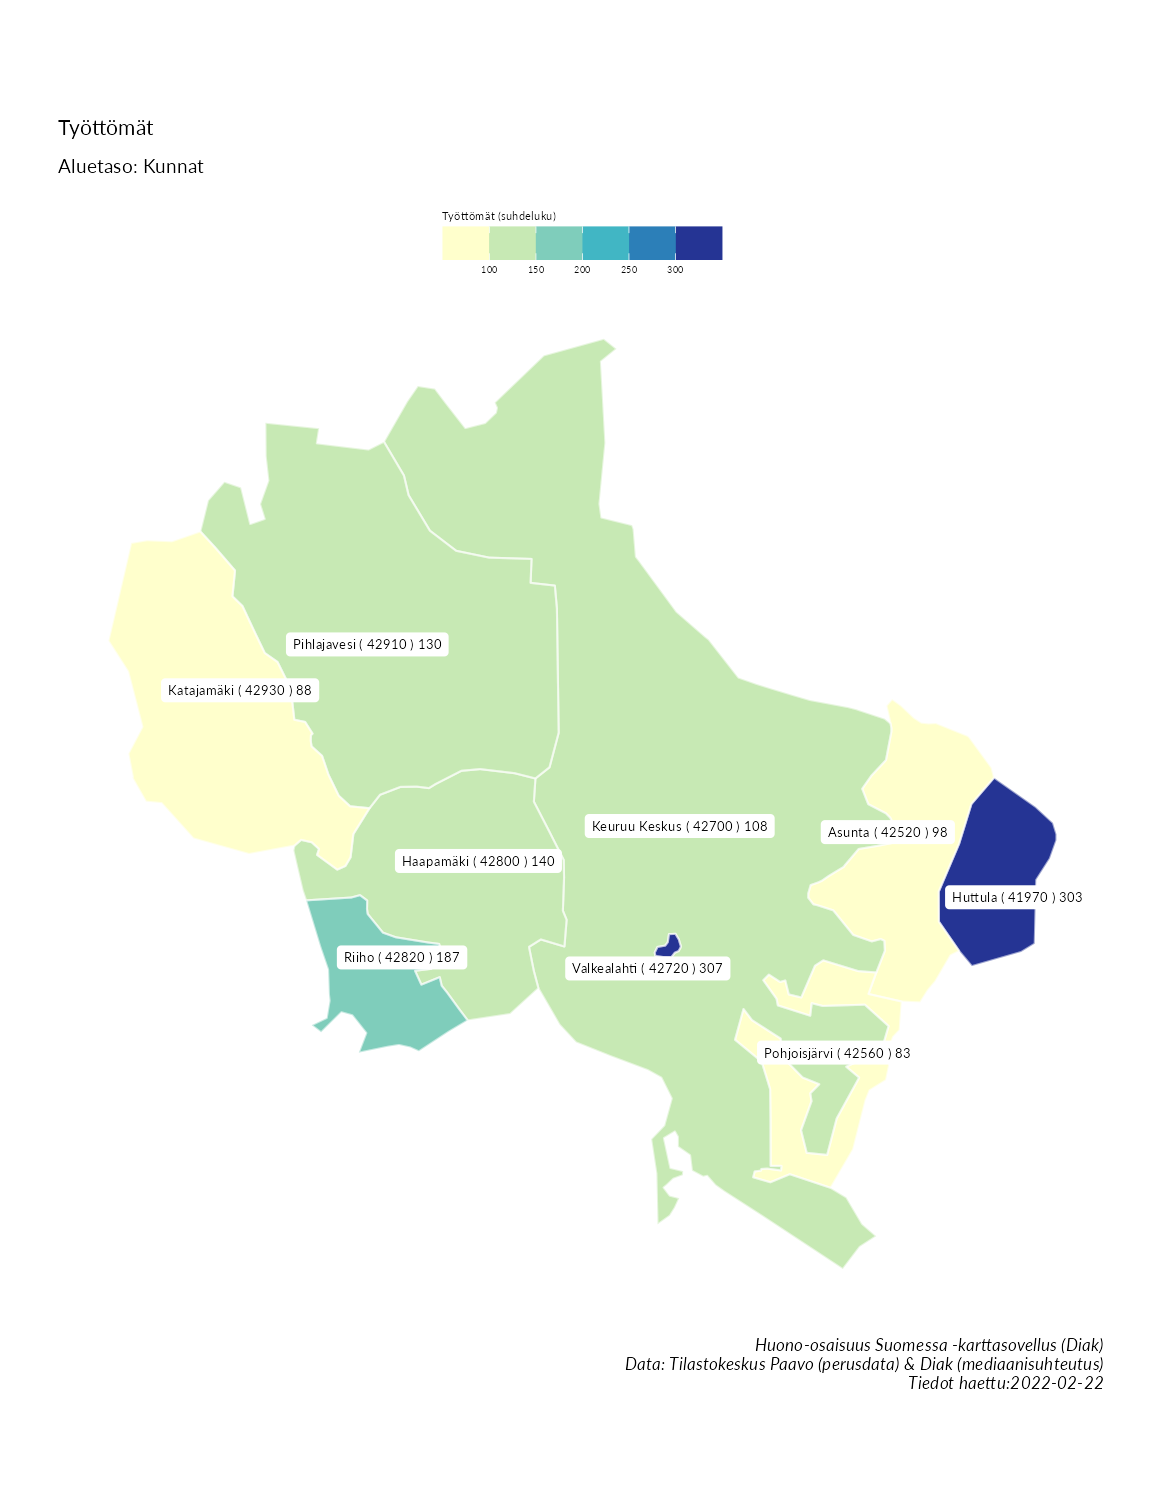 Työttömät
Aluetaso: Kunnat
Työttömät (suhdeluku)
100 150 200 250 300
Pihlajavesi ( 42910 ) 130
Katajamäki ( 42930 ) 88
Keuruu Keskus ( 42700 ) 108
Asunta ( 42520 ) 98
Haapamäki ( 42800 ) 140
Huttula ( 41970 ) 303
Riiho ( 42820 ) 187
Valkealahti ( 42720 ) 307
Pohjoisjärvi ( 42560 ) 83
Huono-osaisuus Suomessa -karttasovellus (Diak)
Data: Tilastokeskus Paavo (perusdata) & Diak (mediaanisuhteutus)
Tiedot haettu:2022-02-22